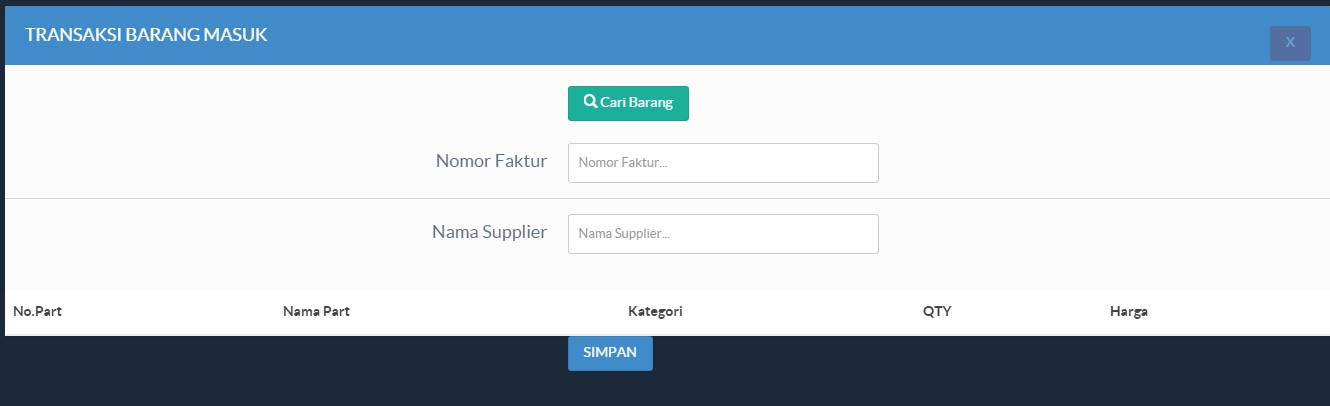 TRANSAKSI BARANG MASUK
X
Cari Barang
Nomor Faktur Nomor Faktur...
Nama Supplier Nama Supplier...
No.Part Nama Part Kategori QTY Harga
SIMPAN